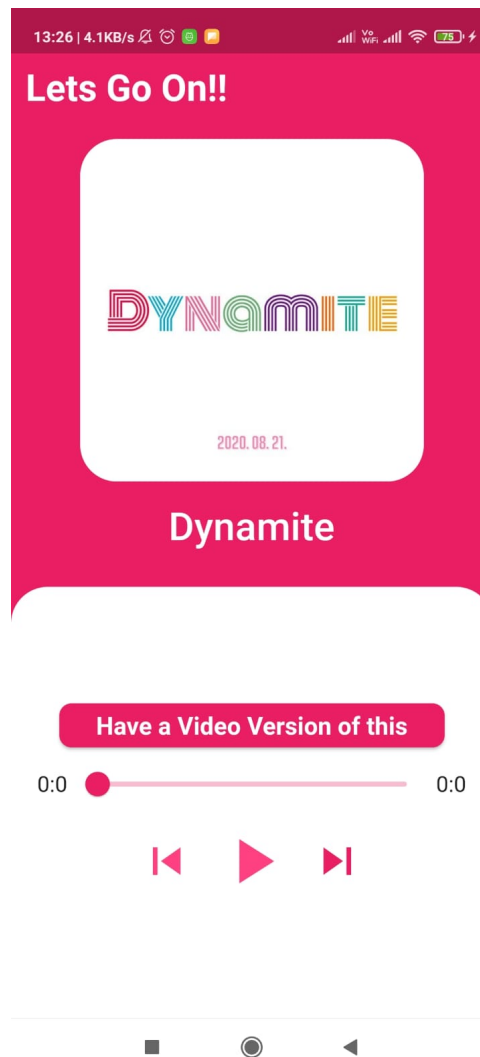 13:26 | 4.1KB/s
Vo
WiFi
75
Lets Go On!!
DYNAMITE
2020. 08. 21.
Dynamite
Have a Video Version of this
0:0
0:0